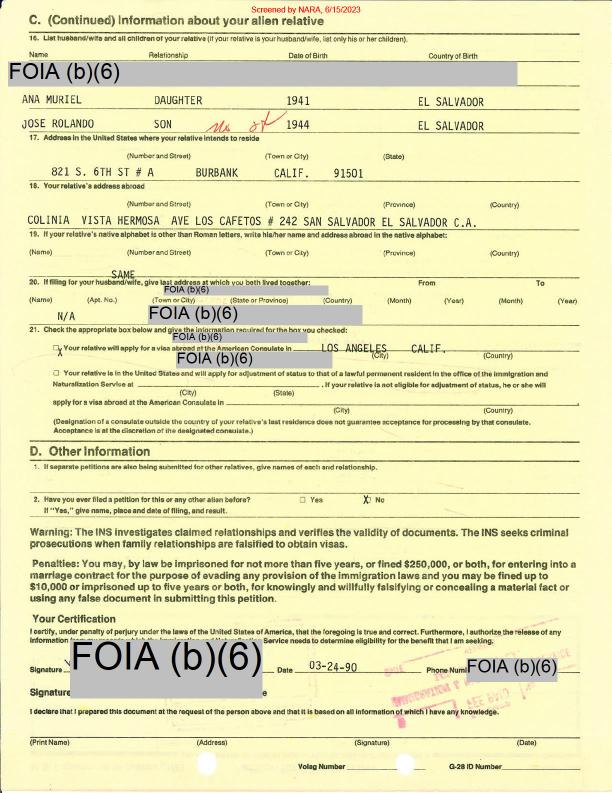 Screened by NARA, 6/15/2023
C. (Continued) Information about your alien relative
16. List husband/wife and all children of your relative (if your relative is your husband/wife, list only his or her children).
Name Relationship Date of Birth Country of Birth
FOIA (b)(6)
ANA MURIEL DAUGHTER 1941 EL SALVADOR
JOSE ROLANDO SON 1944 EL SALVADOR
17. Address in the United States where your relative intends to reside
(Number and Street) (Town or City) (State)
821 S. 6TH ST # A BURBANK CALIF. 91501
18. Your relative's address abroad
(Number and Street) (Town or City) (Province) (Country)
COLINIA VISTA HERMOSA AVE LOS CAFETOS # 242 SAN SALVADOR EL SALVADOR C.A.
19. If your relative's native alphabet is other than Roman letters, write his/her name and address abroad in the native alphabet:
(Name) (Number and Street) (Town or City) (Province) (Country)
SAME
20. If filing for your husband/wife, give last address at which you both lived together: From To
FOIA (b)(6)
(Name) (Apt. No.) (Town or City) (State or Province) (Country) (Month) (Year) (Month) (Year)
N/A FOIA (b)(6)
21. Check the appropriate box below and give the information required for the box you checked:
FOIA (b)(6)
X Your relative will apply for a visa abroad at the American Consulate in LOS ANGELES CALIF.
FOIA (b)(6) (City) (Country)
☐ Your relative is in the United States and will apply for adjustment of status to that of a lawful permanent resident in the office of the Immigration and
Naturalization Service at . If your relative is not eligible for adjustment of status, he or she will
(City) (State)
apply for a visa abroad at the American Consulate in .
(City) (Country)
(Designation of a consulate outside the country of your relative's last residence does not guarantee acceptance for processing by that consulate.
Acceptance is at the discretion of the designated consulate.)
D. Other Information
1. If separate petitions are also being submitted for other relatives, give names of each and relationship.
2. Have you ever filed a petition for this or any other alien before? ☐ Yes X No
If "Yes," give name, place and date of filing, and result.
Warning: The INS investigates claimed relationships and verifies the validity of documents. The INS seeks criminal
prosecutions when family relationships are falsified to obtain visas.
Penalties: You may, by law be imprisoned for not more than five years, or fined $250,000, or both, for entering into a
marriage contract for the purpose of evading any provision of the immigration laws and you may be fined up to
$10,000 or imprisoned up to five years or both, for knowingly and willfully falsifying or concealing a material fact or
using any false document in submitting this petition.
Your Certification
I certify, under penalty of perjury under the laws of the United States of America, that the foregoing is true and correct. Furthermore, I authorize the release of any
information from Service needs to determine eligibility for the benefit that I am seeking.
Signature FOIA (b)(6) Date 03-24-90 Phone Num FOIA (b)(6)
Signature
I declare that I prepared this document at the request of the person above and that it is based on all information of which I have any knowledge.
(Print Name) (Address) (Signature) (Date)
Volag Number G-28 ID Number